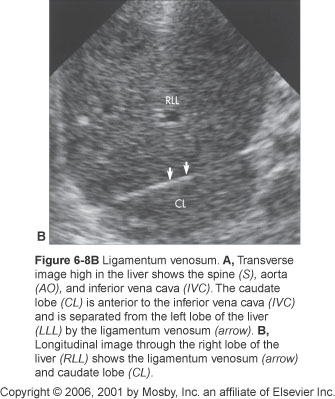 RLL
CL
B
Figure 6-8B Ligamentum venosum. A, Transverse
image high in the liver shows the spine (S), aorta
(AO), and inferior vena cava (IVC). The caudate
lobe (CL) is anterior to the inferior vena cava (IVC)
and is separated from the left lobe of the liver
(LLL) by the ligamentum venosum (arrow). B,
Longitudinal image through the right lobe of the
liver (RLL) shows the ligamentum venosum (arrow)
and caudate lobe (CL).
Copyright © 2006, 2001 by Mosby, Inc. an affiliate of Elsevier Inc.